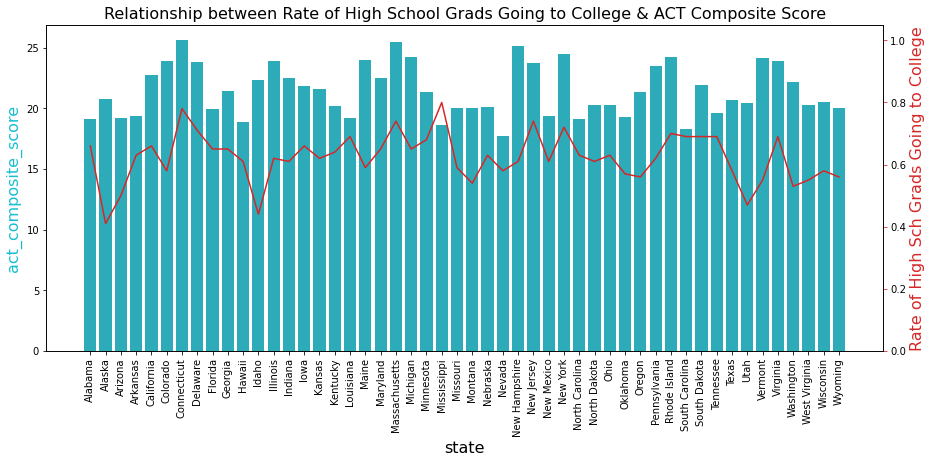 Relationship between Rate of High School Grads Going to College & ACT Composite Score
act_composite_score
25
20
15
10
5
0
Rate of High Sch Grads Going to College
1.0
0.8
0.6
0.4
0.2
0.0
Alabama
Alaska
Arizona
Arkansas
California
Colorado
Connecticut
Delaware
Florida
Georgia
Hawaii
Idaho
Illinois
Indiana
Iowa
Kansas
Kentucky
Louisiana
Maine
Maryland
Massachusetts
Michigan
Minnesota
Mississippi
Missouri
Montana
Nebraska
Nevada
New Hampshire
New Jersey
New Mexico
New York
North Carolina
North Dakota
Ohio
Oklahoma
Oregon
Pennsylvania
Rhode Island
South Carolina
South Dakota
Tennessee
Texas
Utah
Vermont
Virginia
Washington
West Virginia
Wisconsin
Wyoming
state